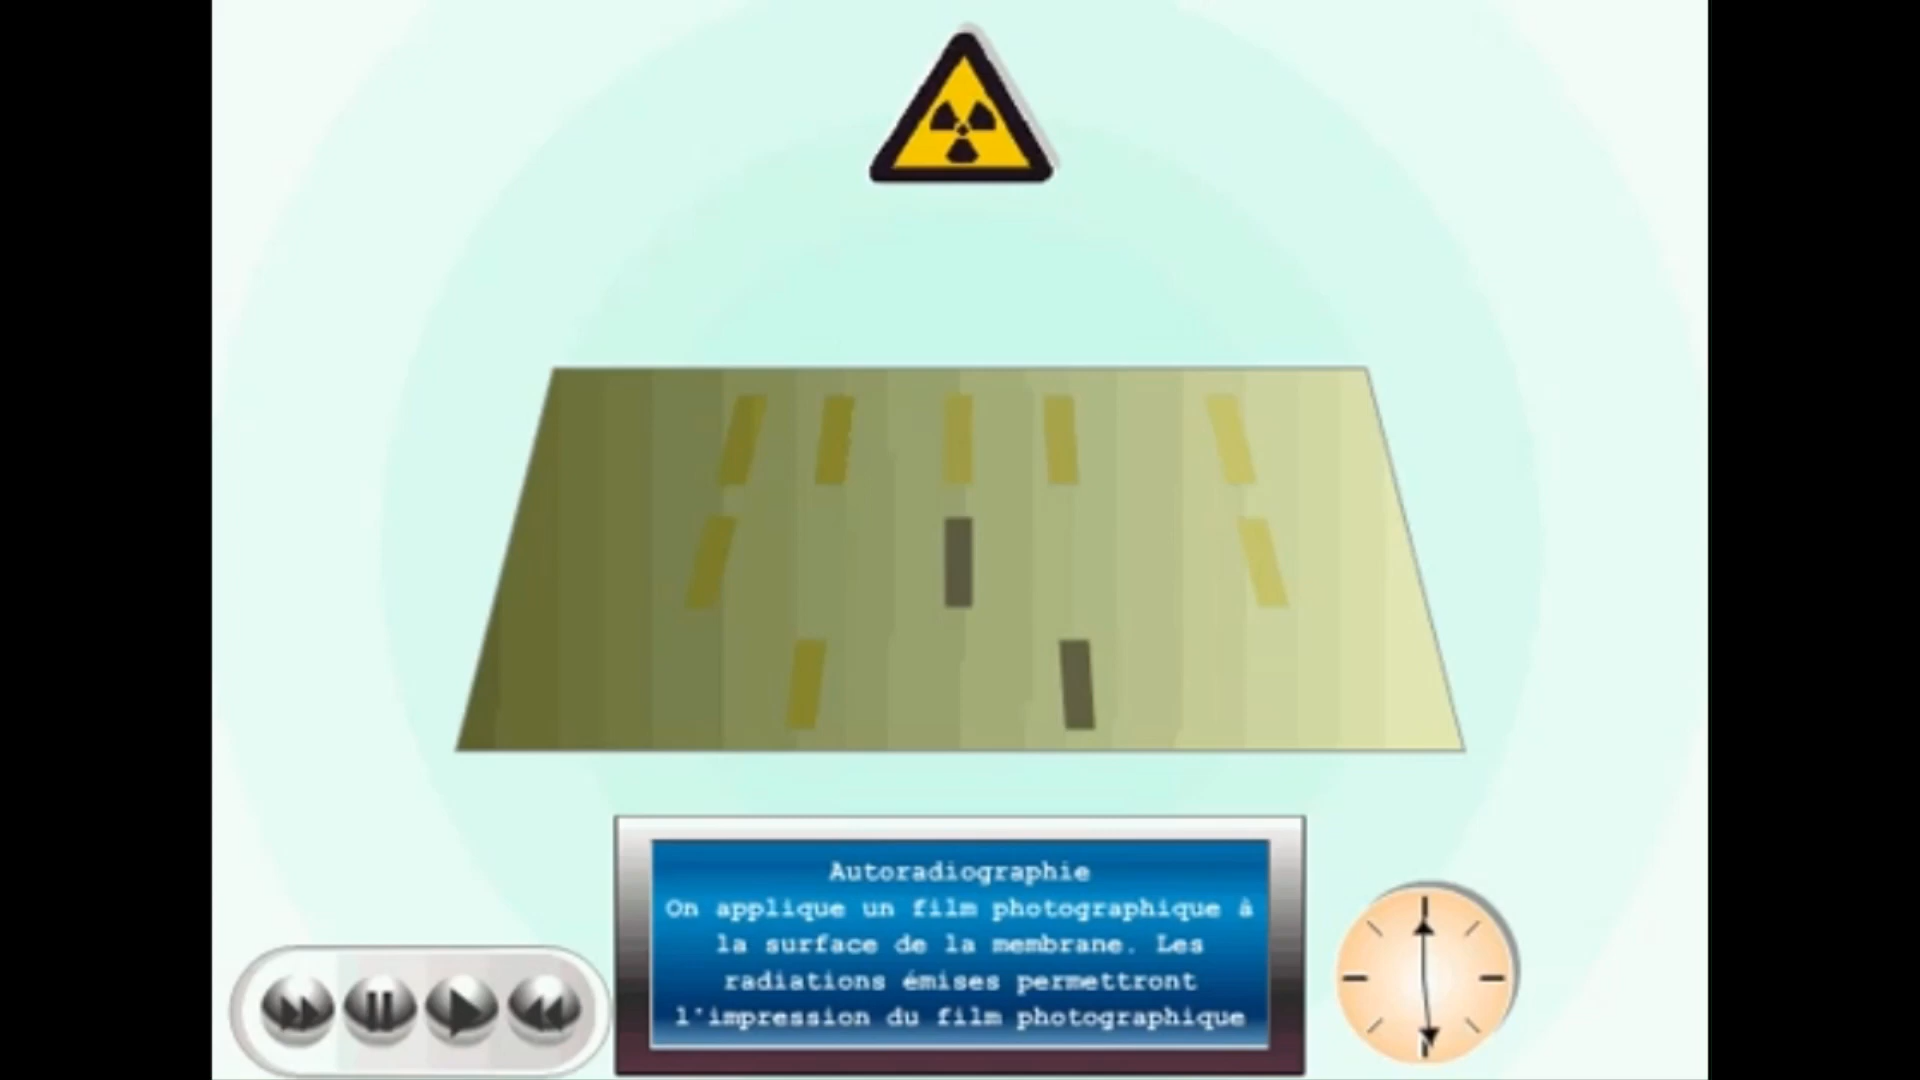 Autoradiographie
On applique un film photographique à
la surface de la membrane. Les
radiations émises permettront
l'impression du film photographique